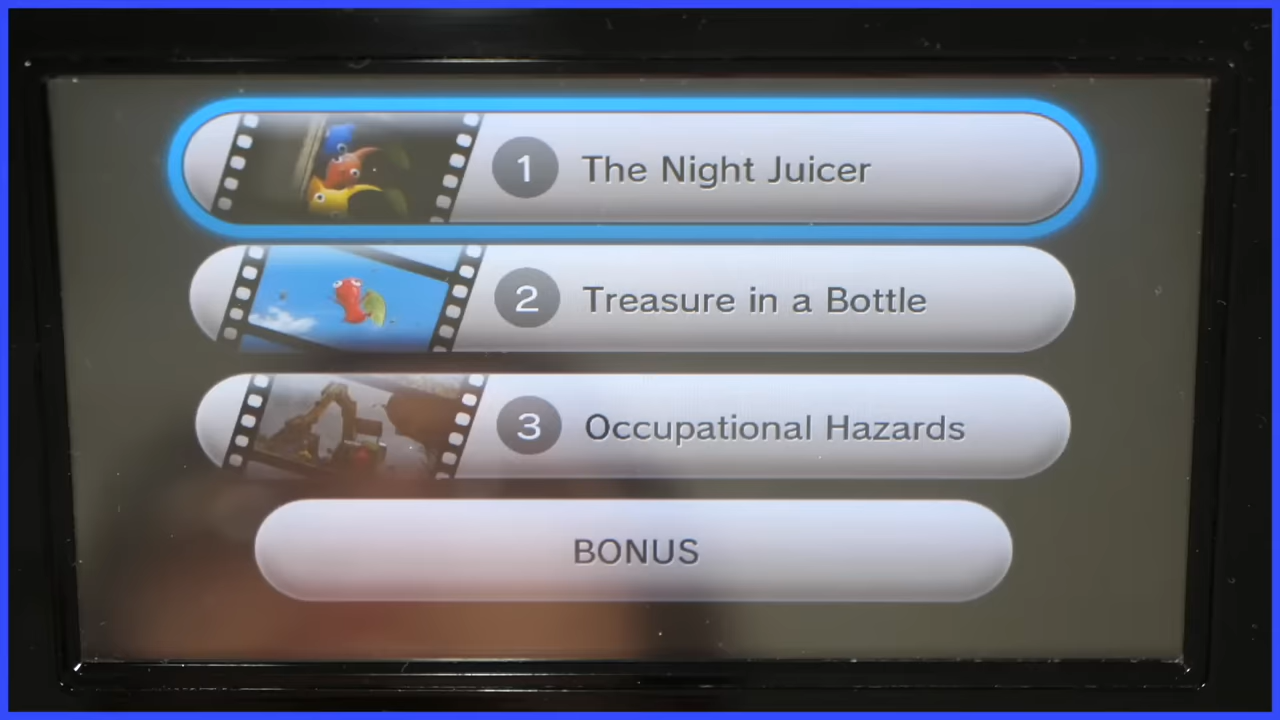 1 The Night Juicer
2 Treasure in a Bottle
3 Occupational Hazards
BONUS